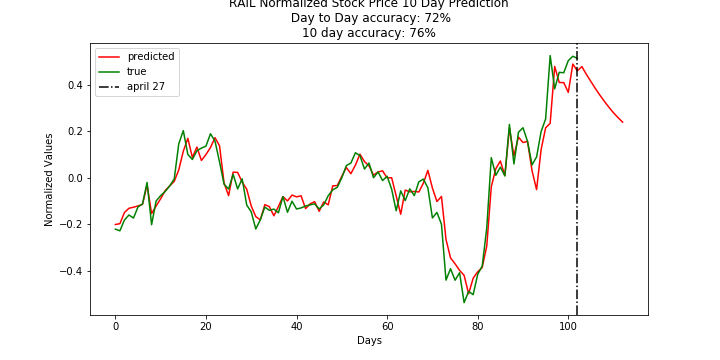 RAIL Normalized Stock Price 10 Day Prediction
Day to Day accuracy: 72%
10 day accuracy: 76%
predicted
true
april 27
Normalized Values
0.4
0.2
0.0
−0.2
−0.4
0 20 40 60 80 100
Days